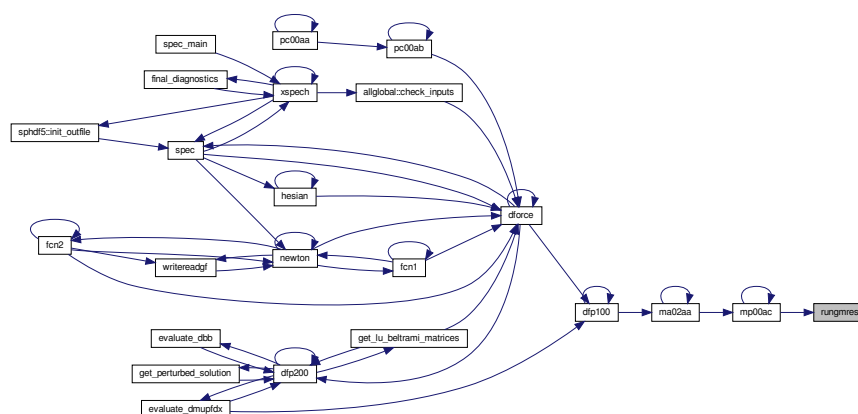 spec_main
pc00aa
pc00ab
final_diagnostics
xspech
allglobal::check_inputs
sphdf5::init_outfile
spec
hesian
dforce
fcn2
newton
fcn1
writereadgf
dfp100
ma02aa
mp00ac
rungmres
evaluate_dbb
get_lu_beltrami_matrices
get_perturbed_solution
dfp200
evaluate_dmupfdx